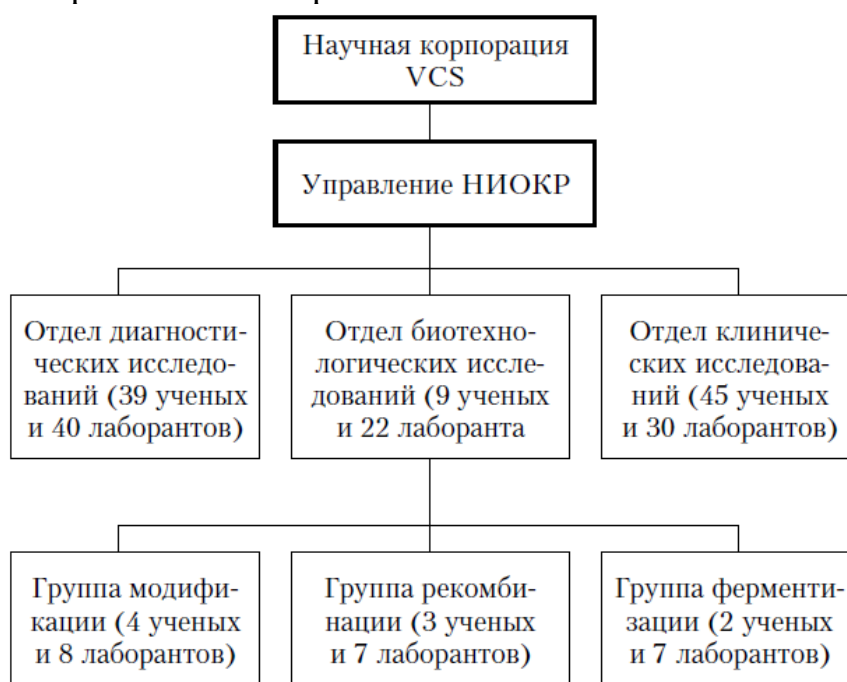 Научная корпорация
VCS
Управление НИОКР
Отдел диагности-
ческих исследо-
ваний (39 ученых
и 40 лаборантов)
Отдел биотехно-
логических иссле-
дований (9 ученых
и 22 лаборанта
Отдел клиниче-
ских исследова-
ний (45 ученых
и 30 лаборантов)
Группа модифи-
кации (4 ученых
и 8 лаборантов)
Группа рекомби-
нации (3 ученых
и 7 лаборантов)
Группа ферменти-
зации (2 ученых
и 7 лаборантов)